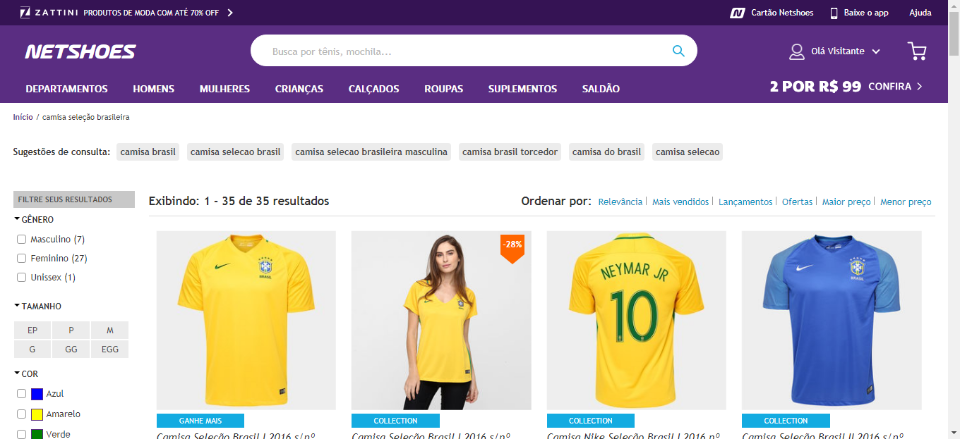 ZATTINI PRODUTOS DE MODA COM ATÉ 70% OFF
Cartão Netshoes Baixe o app Ajuda
NETSHOES
Busca por tênis, mochila...
Olá Visitante
DEPARTAMENTOS HOMENS MULHERES CRIANÇAS CALÇADOS ROUPAS SUPLEMENTOS SALDÃO
2 POR R$ 99 CONFIRA
Início / camisa seleção brasileira
Sugestões de consulta: camisa brasil camisa selecao brasil camisa selecao brasileira masculina camisa brasil torcedor camisa do brasil camisa selecao
FILTRE SEUS RESULTADOS
Exibindo: 1 - 35 de 35 resultados
Ordenar por: Relevância Mais vendidos Lançamentos Ofertas Maior preço Menor preço
GÊNERO
Masculino (7)
Feminino (27)
Unissex (1)
TAMANHO
EP P M
G GG EGG
COR
Azul
Amarelo
Verde
BRASIL
-28%
NEYMAR JR
10
BRASIL
GANHE MAIS COLLECTION COLLECTION COLLECTION
Camisa Seleção Brasil I 2016 s/nº Camisa Seleção Brasil I 2016 s/nº Camisa Nike Seleção Brasil I 2016 nº Camisa Seleção Brasil II 2016 s/nº